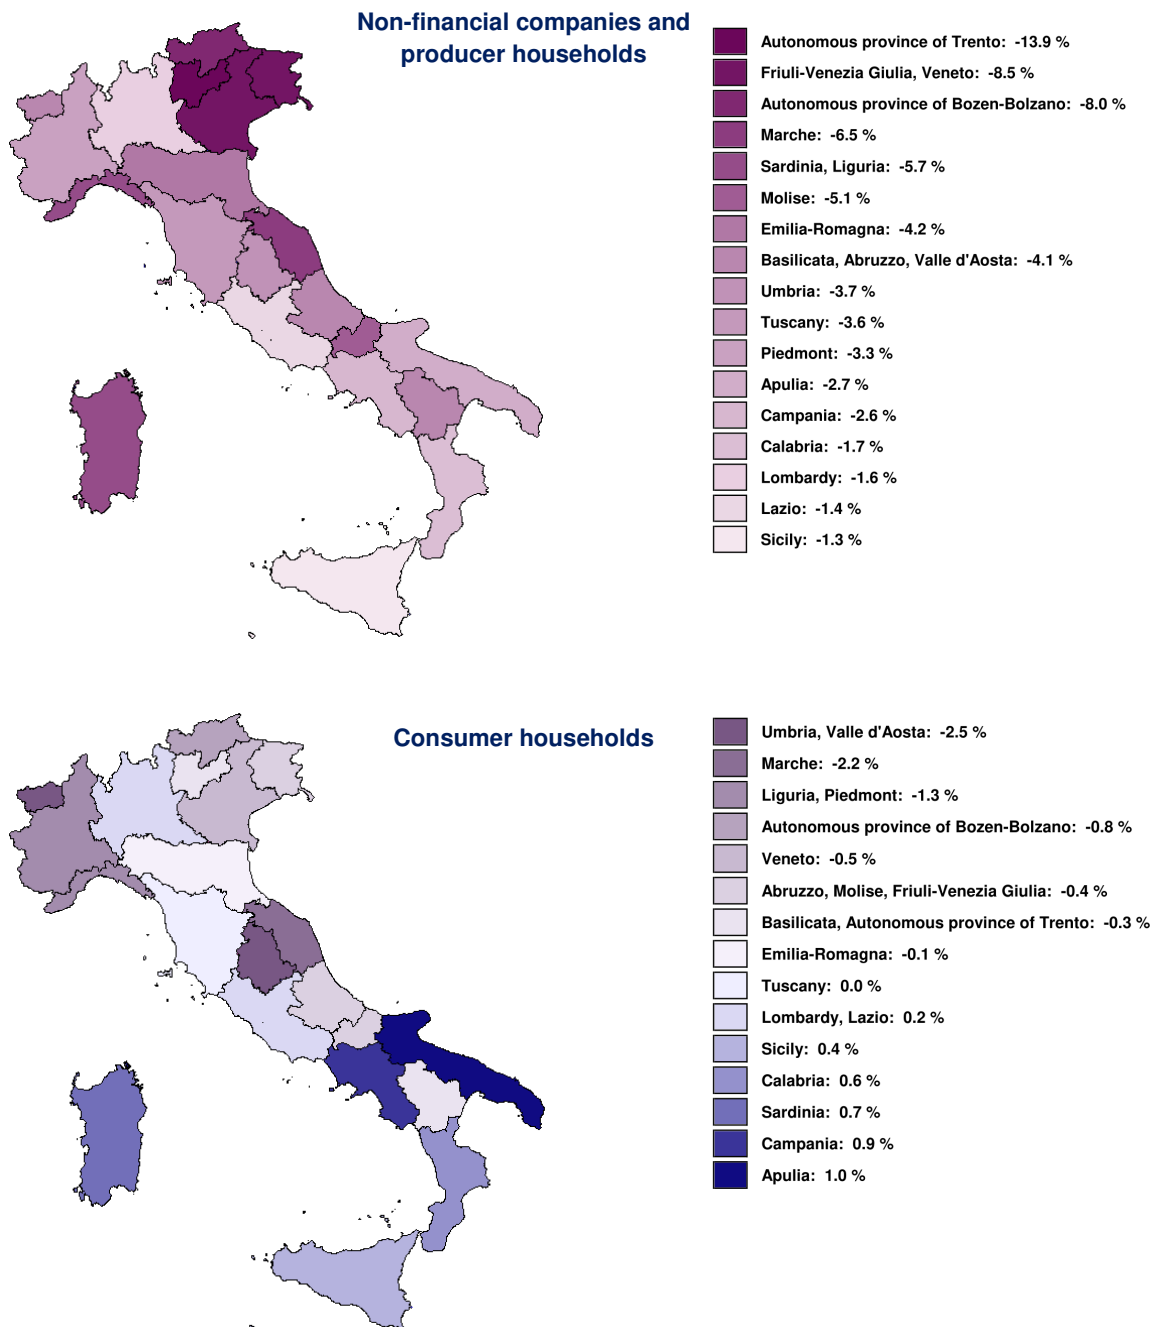 Non-financial companies and
producer households
Autonomous province of Trento: -13.9 %
Friuli-Venezia Giulia, Veneto: -8.5 %
Autonomous province of Bozen-Bolzano: -8.0 %
Marche: -6.5 %
Sardinia, Liguria: -5.7 %
Molise: -5.1 %
Emilia-Romagna: -4.2 %
Basilicata, Abruzzo, Valle d'Aosta: -4.1 %
Umbria: -3.7 %
Tuscany: -3.6 %
Piedmont: -3.3 %
Apulia: -2.7 %
Campania: -2.6 %
Calabria: -1.7 %
Lombardy: -1.6 %
Lazio: -1.4 %
Sicily: -1.3 %
Consumer households
Umbria, Valle d'Aosta: -2.5 %
Marche: -2.2 %
Liguria, Piedmont: -1.3 %
Autonomous province of Bozen-Bolzano: -0.8 %
Veneto: -0.5 %
Abruzzo, Molise, Friuli-Venezia Giulia: -0.4 %
Basilicata, Autonomous province of Trento: -0.3 %
Emilia-Romagna: -0.1 %
Tuscany: 0.0 %
Lombardy, Lazio: 0.2 %
Sicily: 0.4 %
Calabria: 0.6 %
Sardinia: 0.7 %
Campania: 0.9 %
Apulia: 1.0 %